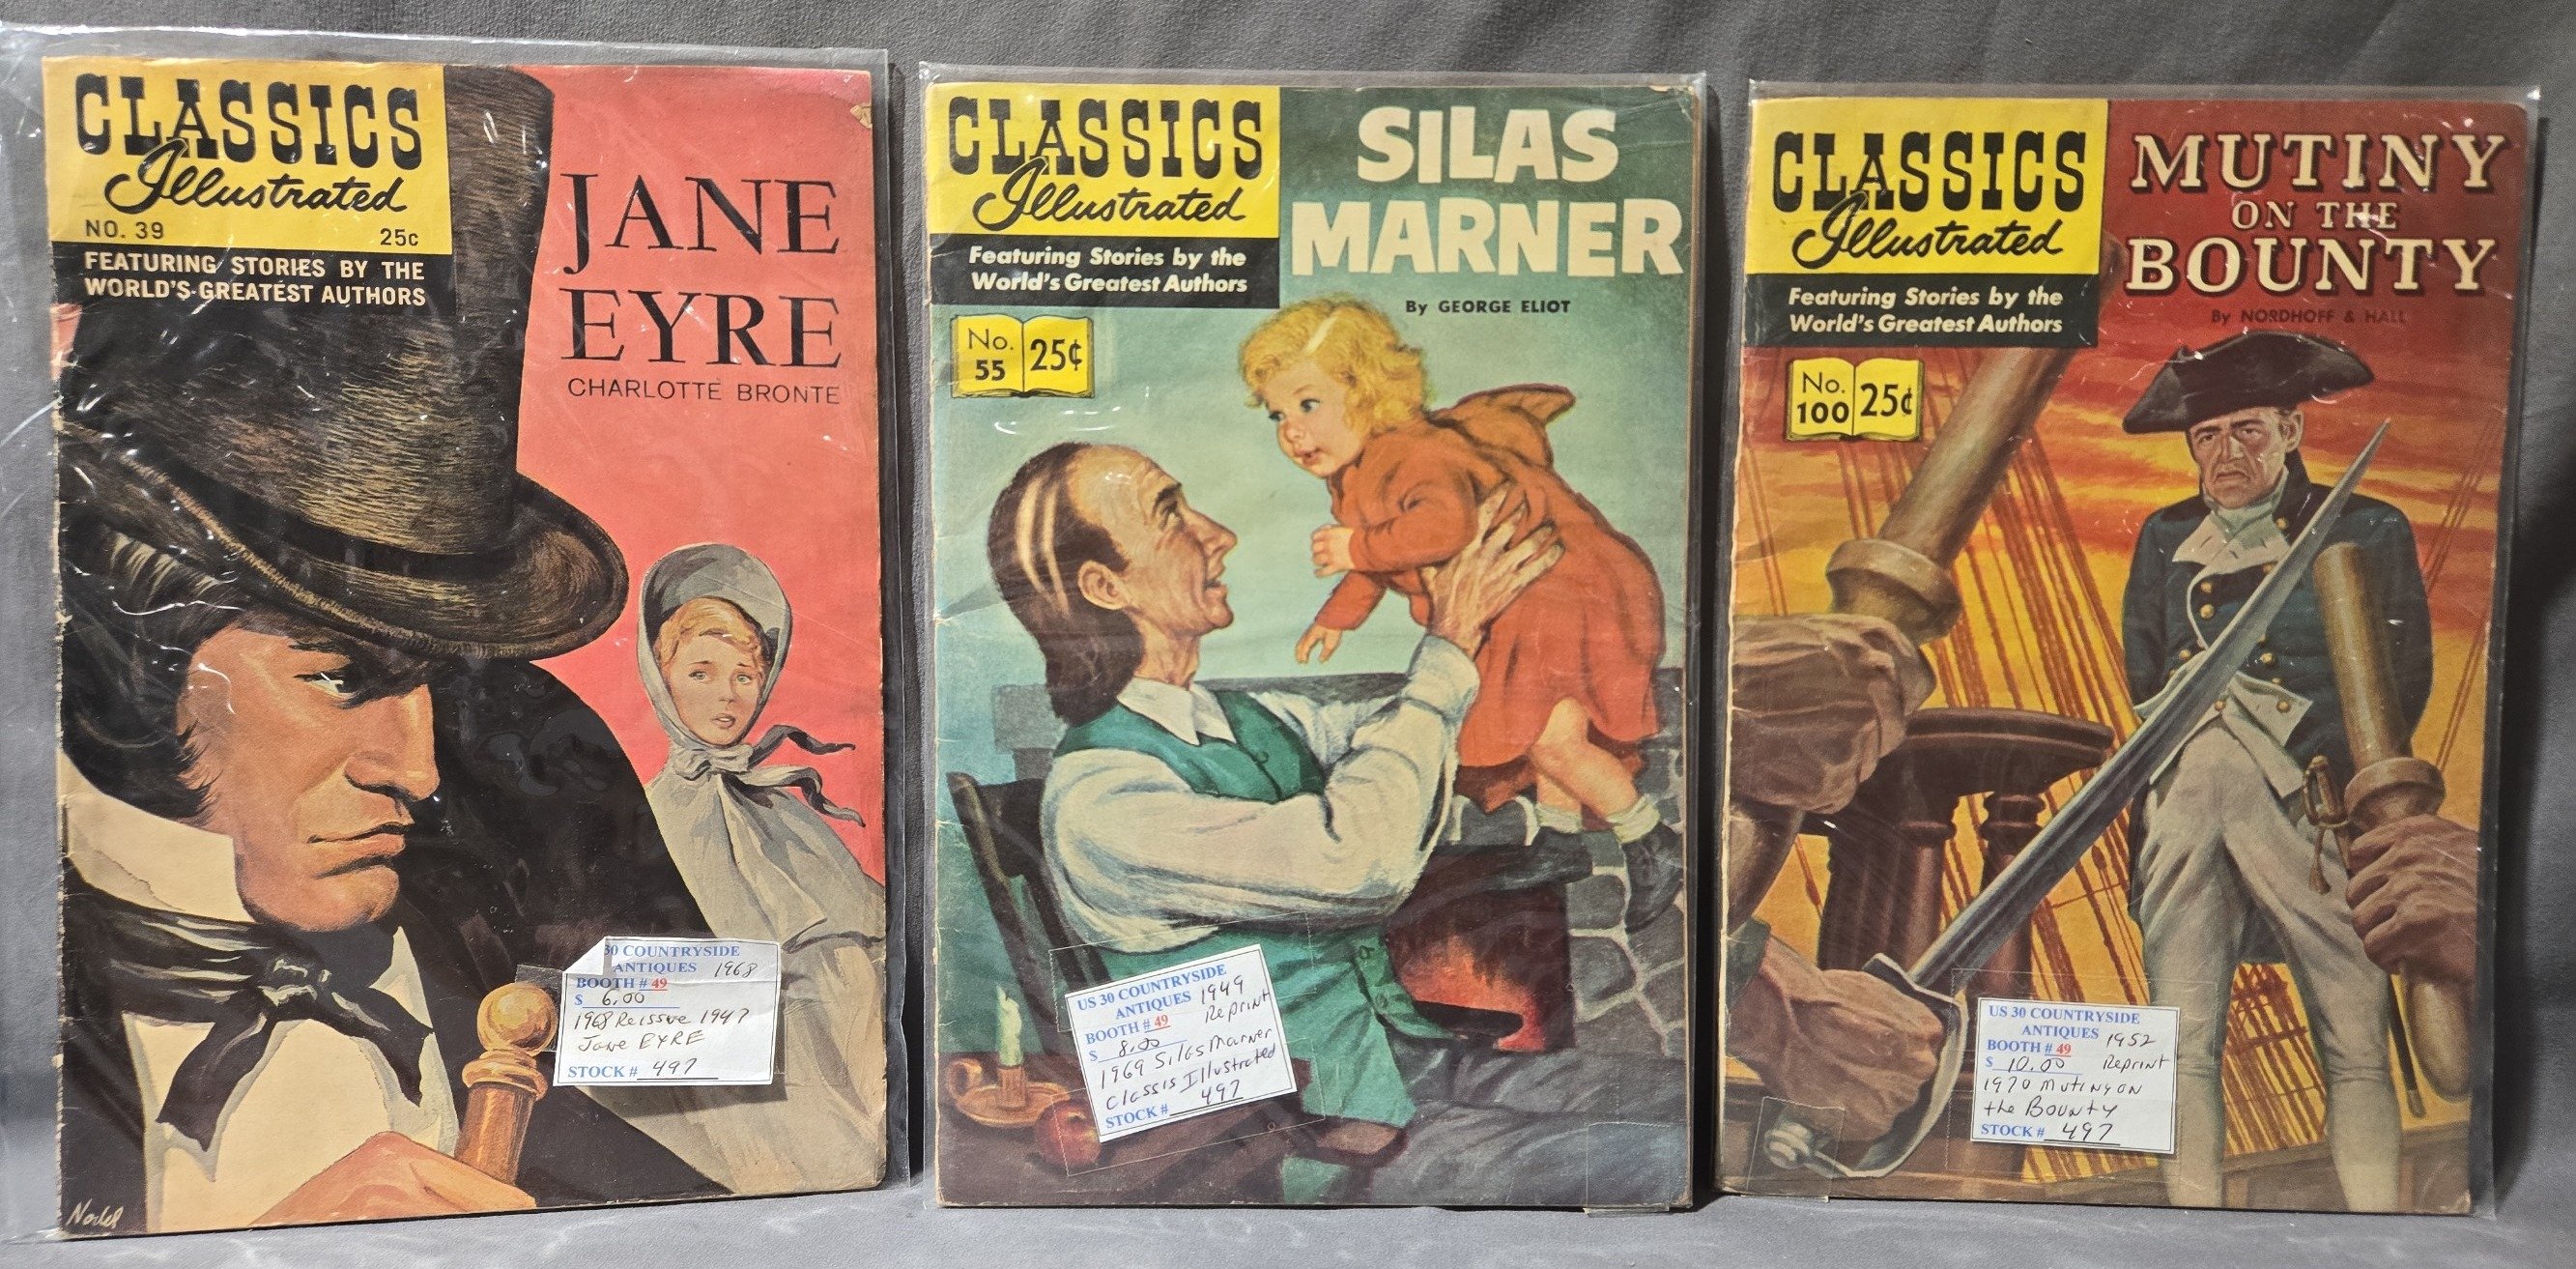 CLASSICS
Illustrated
NO. 39 25c
FEATURING STORIES BY THE
WORLD'S GREATEST AUTHORS
JANE
EYRE
CHARLOTTE BRONTE
30 COUNTRYSIDE
ANTIQUES 1968
BOOTH # 49
$ 6.00
1968 Reissue 1947
Jane EYRE
STOCK # 497
Nodel
CLASSICS
Illustrated
Featuring Stories by the
World's Greatest Authors
No.
55
25¢
SILAS
MARNER
By GEORGE ELIOT
US 30 COUNTRYSIDE
ANTIQUES 1949
BOOTH # 49 Reprint
$ 8.00
1969 Silas Marner
Classis Illustrated
STOCK # 497
CLASSICS
Illustrated
Featuring Stories by the
World's Greatest Authors
No.
100
25¢
MUTINY
ON THE
BOUNTY
By NORDHOFF & HALL
US 30 COUNTRYSIDE
ANTIQUES 1952
BOOTH # 49
$ 10.00 Reprint
1970 Mutiny on
the Bounty
STOCK # 497